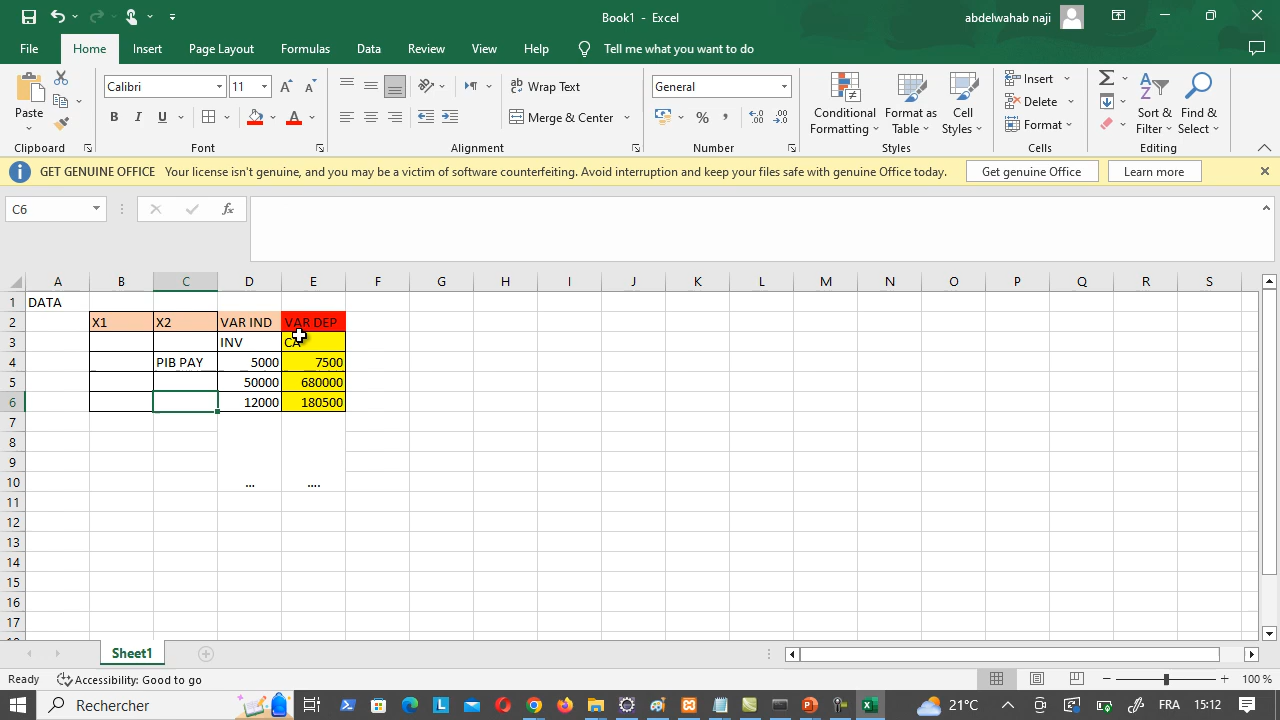 Book1 - Excel
abdelwahab naji
File Home Insert Page Layout Formulas Data Review View Help Tell me what you want to do
Paste
Clipboard
Calibri 11
B I U
Font
Wrap Text
Merge & Center
Alignment
General
% ,
Number
Conditional Formatting
Format as Table
Cell Styles
Styles
Insert
Delete
Format
Cells
Sort & Filter
Find & Select
Editing
GET GENUINE OFFICE Your license isn't genuine, and you may be a victim of software counterfeiting. Avoid interruption and keep your files safe with genuine Office today. Get genuine Office Learn more
C6 fx
A B C D E F G H I J K L M N O P Q R S
1 DATA
2 X1 X2 VAR IND VAR DEP
3 INV CA
4 PIB PAY 5000 7500
5 50000 680000
6 12000 180500
7
8
9
10 ... ....
11
12
13
14
15
16
17
Sheet1
Ready Accessibility: Good to go 100 %
Rechercher 21°C FRA 15:12